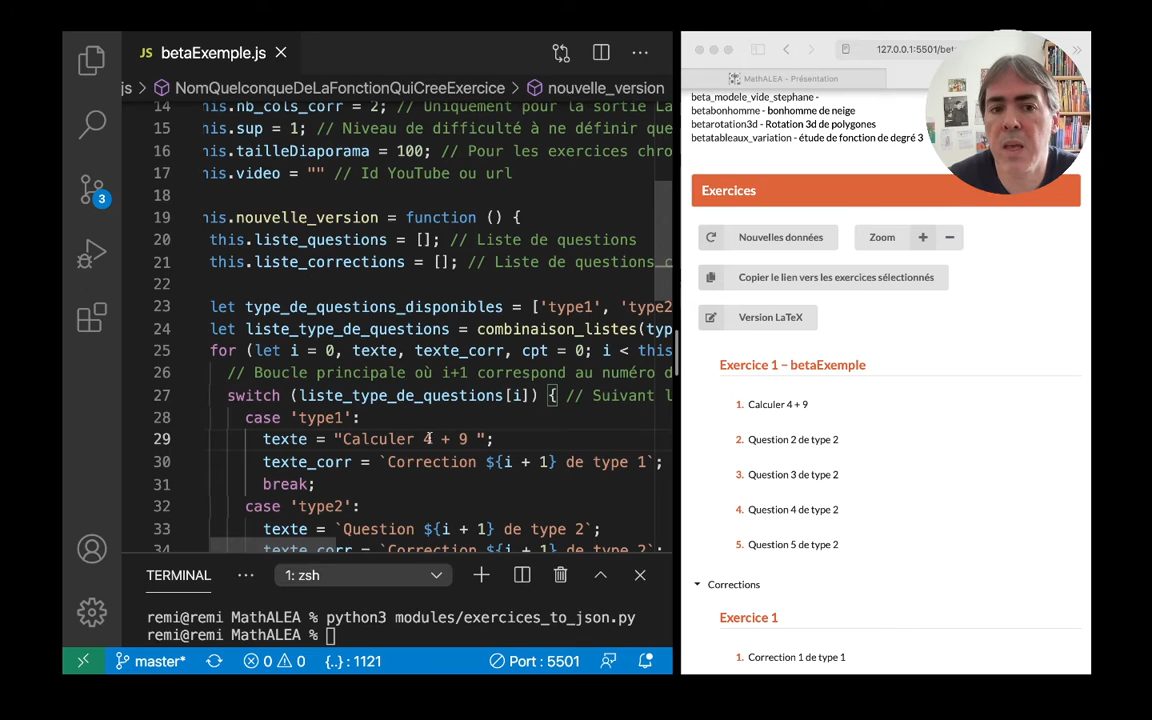 JS betaExemple.js
js NomQuelconqueDeLaFonctionQuiCreeExercice nouvelle_version
14 his.nb_cols_corr = 2; // Uniquement pour la sortie La
15 his.sup = 1; // Niveau de difficulté à ne définir que
16 his.tailleDiaporama = 100; // Pour les exercices chro
17 his.video = "" // Id YouTube ou url
18
19 his.nouvelle_version = function () {
20 this.liste_questions = []; // Liste de questions
21 this.liste_corrections = []; // Liste de questions c
22
23 let type_de_questions_disponibles = ['type1', 'type2
24 let liste_type_de_questions = combinaison_listes(typ
25 for (let i = 0, texte, texte_corr, cpt = 0; i < this
26 // Boucle principale où i+1 correspond au numéro d
27 switch (liste_type_de_questions[i]) { // Suivant l
28 case 'type1':
29 texte = "Calculer 4 + 9 ";
30 texte_corr = `Correction ${i + 1} de type 1`;
31 break;
32 case 'type2':
33 texte = `Question ${i + 1} de type 2`;
34 texte_corr = `Correction ${i + 1} de type 2`;
3
TERMINAL ... 1: zsh
remi@remi MathALEA % python3 modules/exercices_to_json.py
remi@remi MathALEA %
master* 0 0 {..} : 1121 Port : 5501
127.0.0.1:5501/bet
MathALEA - Présentation
beta_modele_vide_stephane -
betabonhomme - bonhomme de neige
betarotation3d - Rotation 3d de polygones
betatableaux_variation - étude de fonction de degré 3
Exercices
Nouvelles données
Zoom + −
Copier le lien vers les exercices sélectionnés
Version LaTeX
Exercice 1 – betaExemple
1. Calculer 4 + 9
2. Question 2 de type 2
3. Question 3 de type 2
4. Question 4 de type 2
5. Question 5 de type 2
Corrections
Exercice 1
1. Correction 1 de type 1